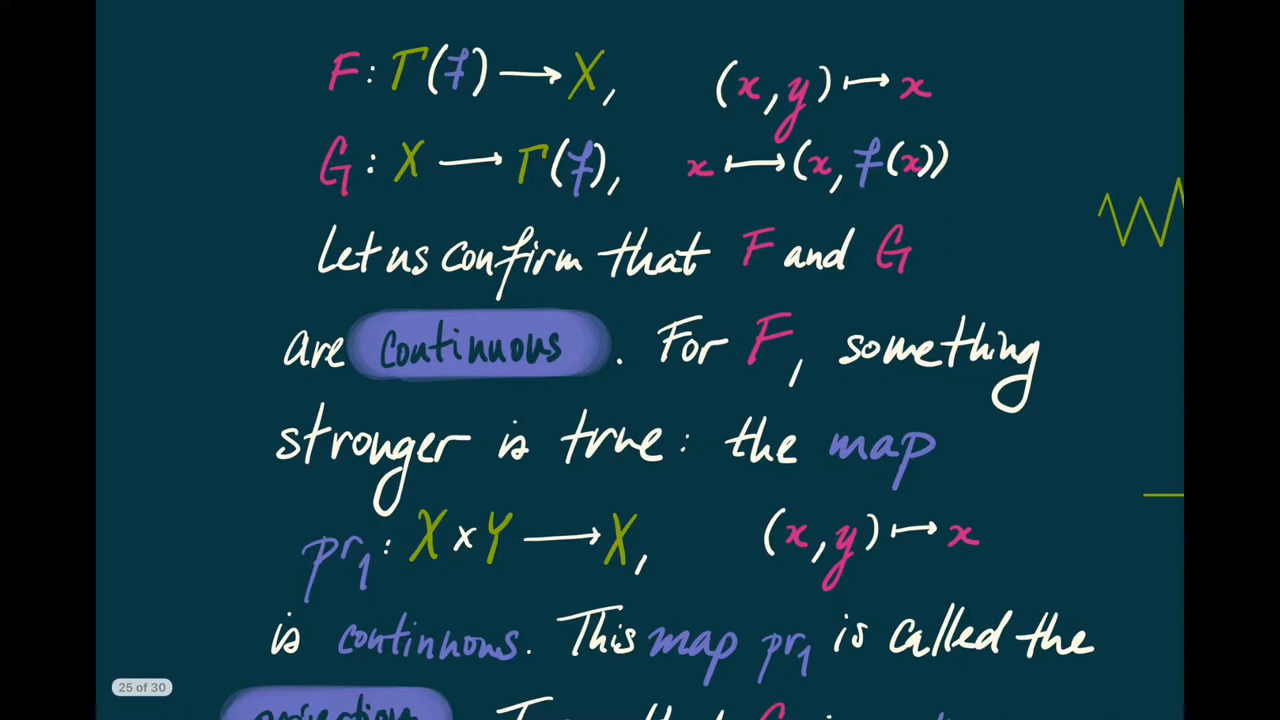 F: Γ(f) ⟶ X, (x, y) ↦ x
G: X ⟶ Γ(f), x ↦ (x, f(x))
Let us confirm that F and G
are continuous. For F, something
stronger is true: the map
pr₁: X × Y ⟶ X, (x, y) ↦ x
is continuous. This map pr₁ is called the
25 of 30